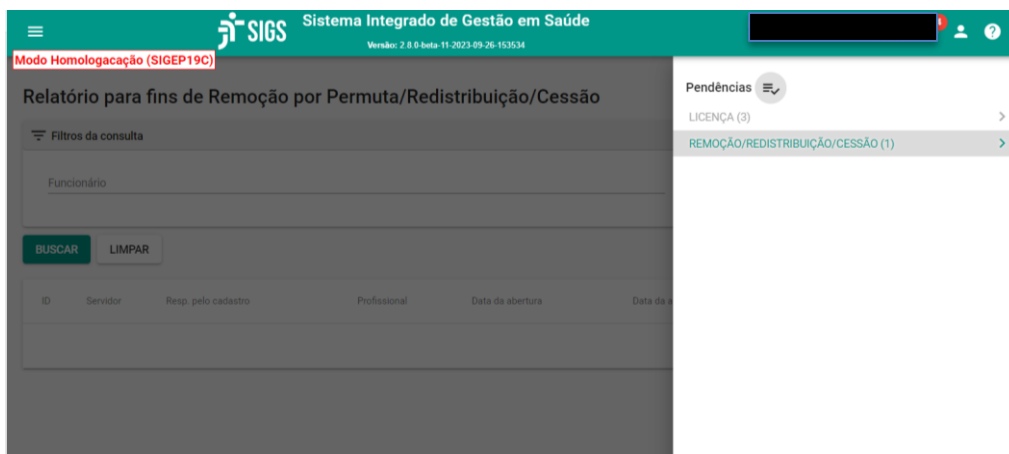 SIGS
Sistema Integrado de Gestão em Saúde
Versão: 2.8.0-beta-11-2023-09-26-153534
Modo Homologacação (SIGEP19C)
Relatório para fins de Remoção por Permuta/Redistribuição/Cessão
Filtros da consulta
Funcionário
BUSCAR LIMPAR
ID Servidor Resp. pelo cadastro Profissional Data da abertura Data da a
Pendências
LICENÇA (3)
REMOÇÃO/REDISTRIBUIÇÃO/CESSÃO (1)